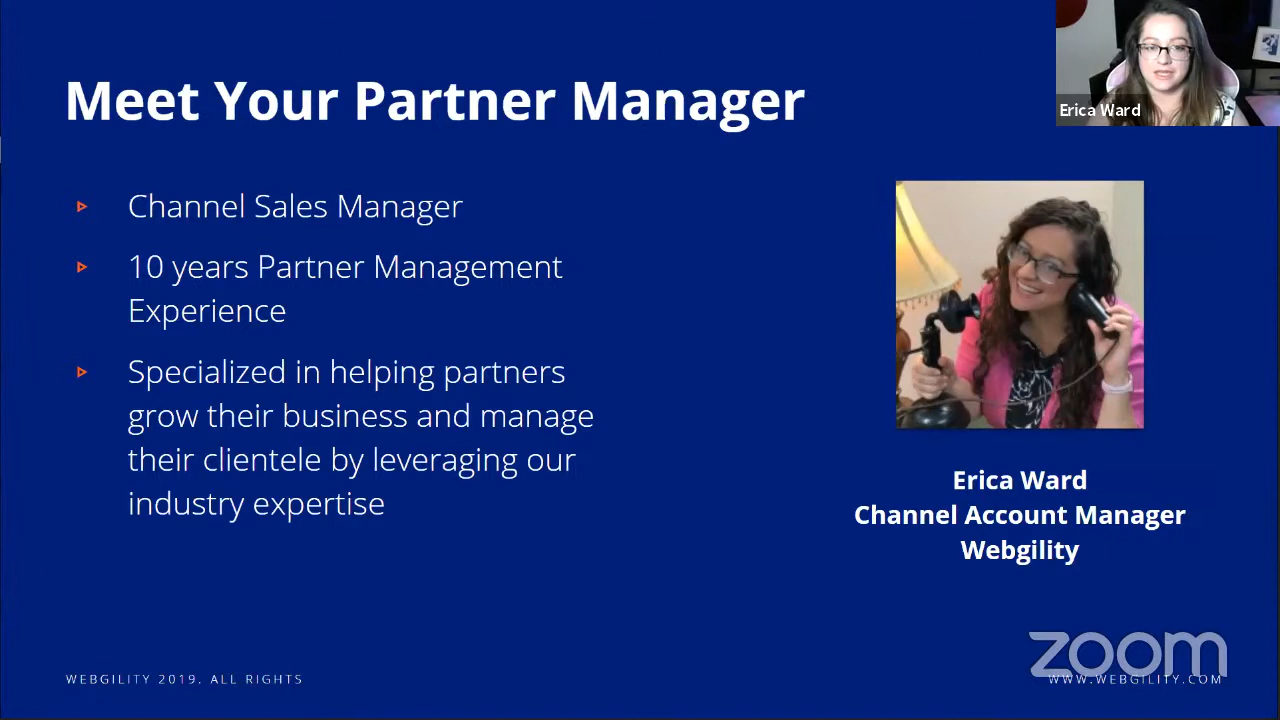 Meet Your Partner Manager
Erica Ward
Channel Sales Manager
10 years Partner Management
Experience
Specialized in helping partners
grow their business and manage
their clientele by leveraging our
industry expertise
Erica Ward
Channel Account Manager
Webgility
zoom
WEBGILITY 2019. ALL RIGHTS
WWW.WEBGILITY.COM